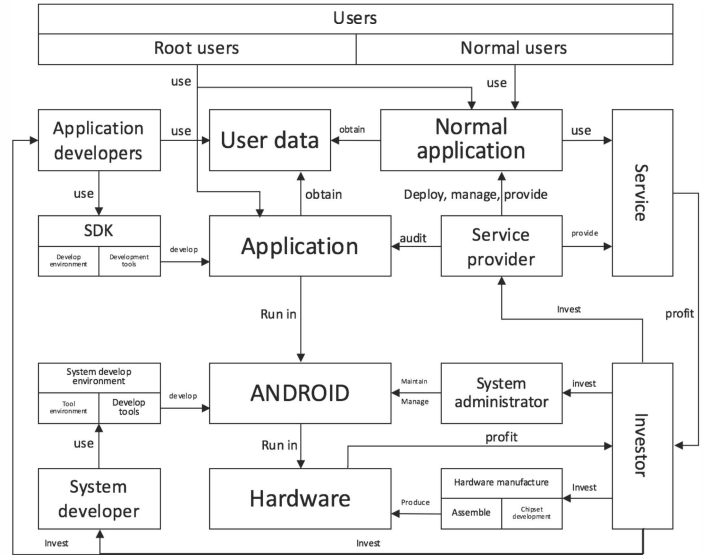 Users
Root users
Normal users
use
use
Application
developers
use
User data
obtain
Normal
application
use
Service
use
obtain
Deploy, manage, provide
SDK
Develop
environment
Development
tools
develop
Application
audit
Service
provider
provide
Run in
Invest
profit
System develop
environment
Tool
environment
Develop
tools
develop
ANDROID
Maintain
Manage
System
administrator
invest
Investor
use
Run in
profit
System
developer
Hardware
Produce
Hardware manufacture
Assemble
Chipset
development
Invest
Invest
Invest